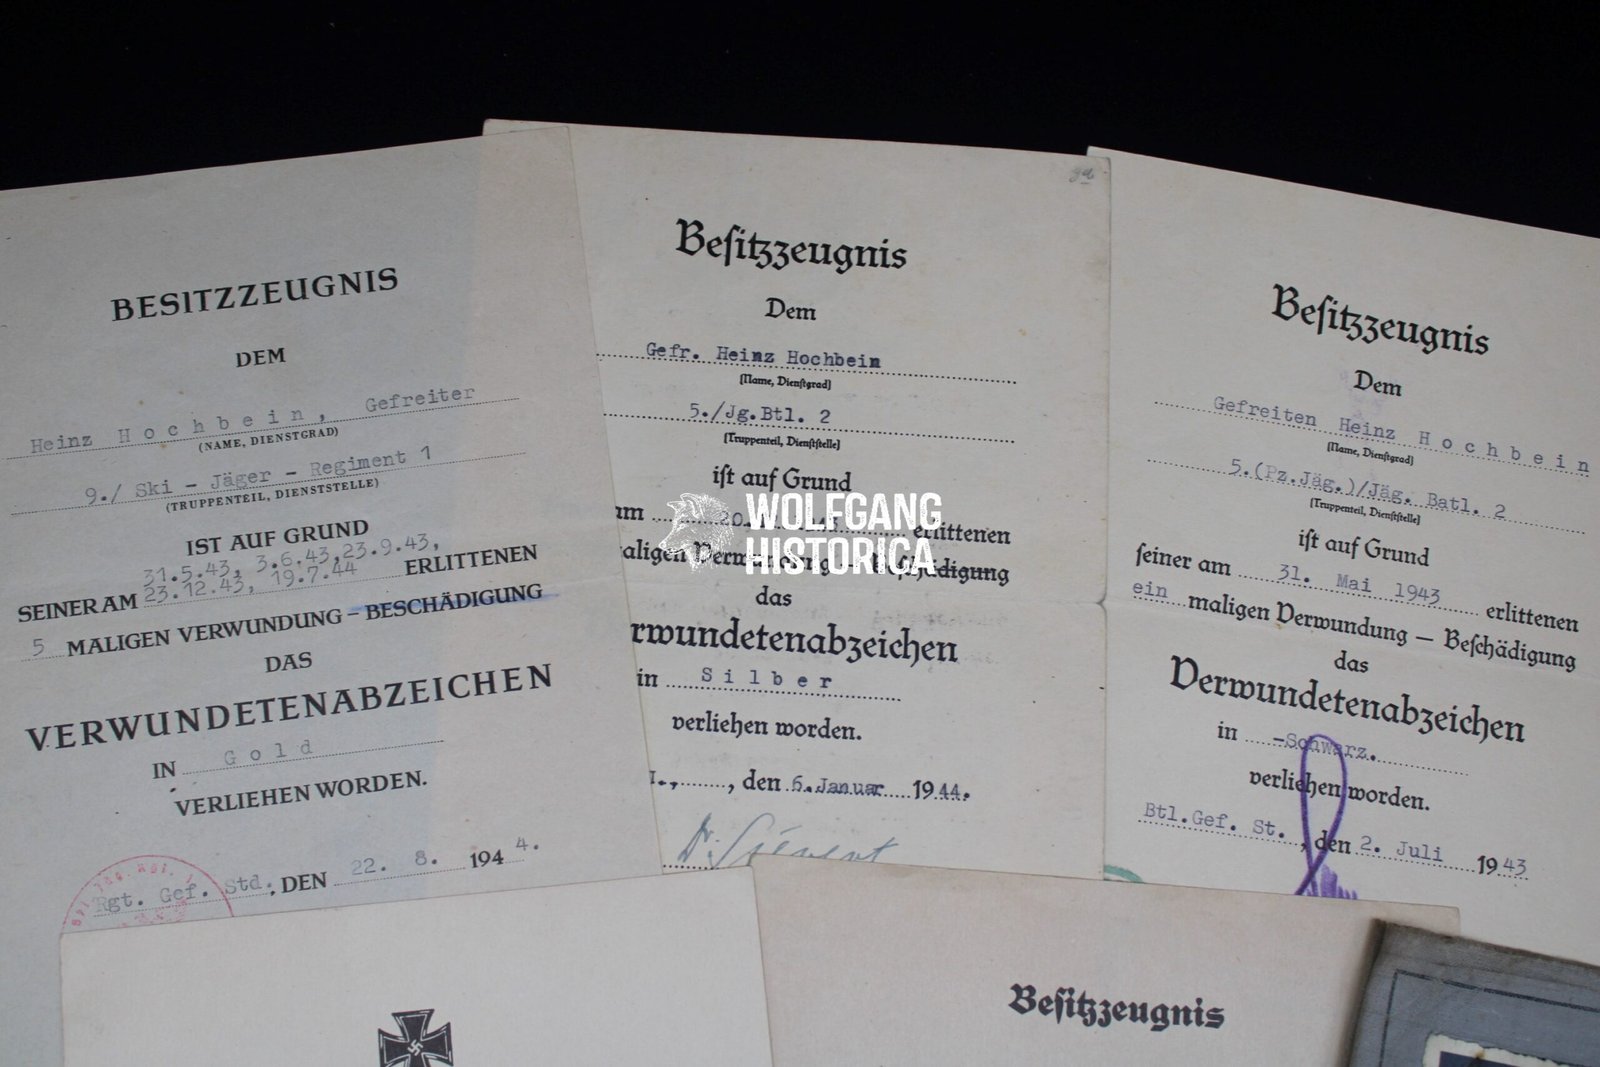 BESITZZEUGNIS
DEM
Heinz Hochbein, Gefreiter
(NAME, DIENSTGRAD)
9./ Ski - Jäger - Regiment 1
(TRUPPENTEIL, DIENSTSTELLE)
IST AUF GRUND
31.5.43, 3.6.43, 23.9.43,
SEINER AM 23.12.43, 19.7.44 ERLITTENEN
5 MALIGEN VERWUNDUNG – BESCHÄDIGUNG
DAS
VERWUNDETENABZEICHEN
IN Gold
VERLIEHEN WORDEN.
Rgt. Gef. Std., DEN 22. 8. 1944.
Beſitzzeugnis
Dem
Gefr. Heinz Hochbein
(Name, Dienſtgrad)
5./Jg.Btl. 2
(Truppenteil, Dienſtſtelle)
iſt auf Grund
am erlittenen
maligen Verwundung – Beſchädigung
das
rwundetenabzeichen
in Silber
verliehen worden.
, den 6. Januar 1944.
Dr. Sievert
Beſitzzeugnis
Dem
Gefreiten Heinz Hochbein
(Name, Dienſtgrad)
5.(Pz.Jäg.)/Jäg. Batl. 2
(Truppenteil, Dienſtſtelle)
iſt auf Grund
ſeiner am 31. Mai 1943 erlittenen
ein maligen Verwundung – Beſchädigung
das
Verwundetenabzeichen
in -Schwarz.
verliehen worden.
Btl.Gef. St., den 2. Juli 1943
Beſitzzeugnis
WOLFGANG
HISTORICA